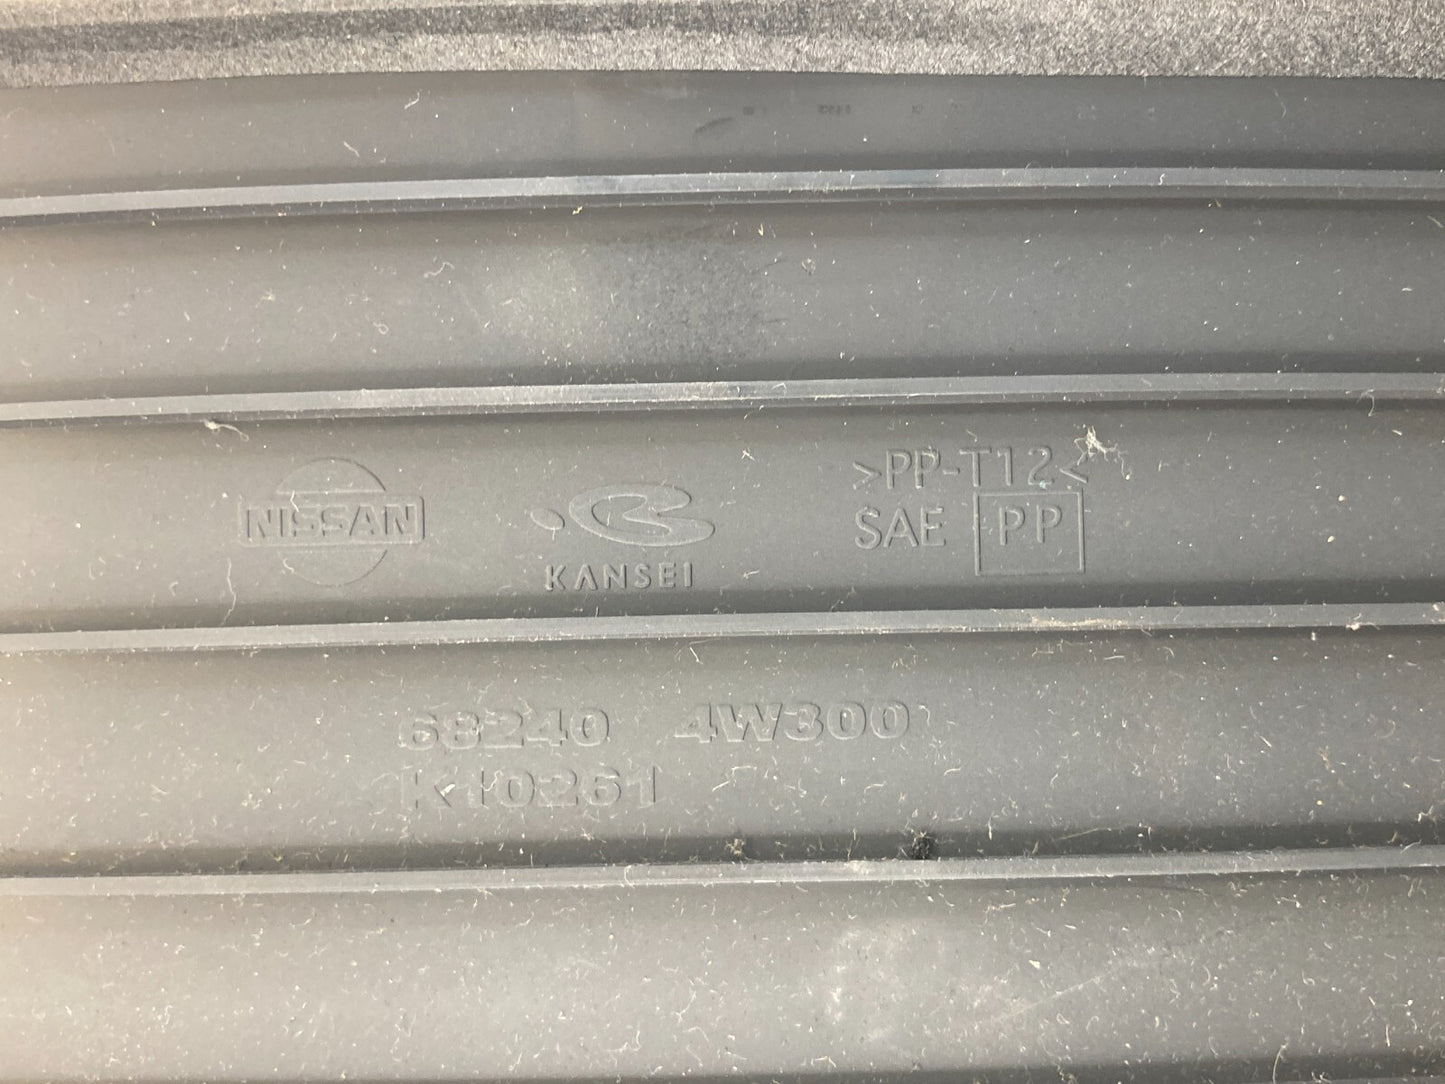 NISSAN
KANSEI
>PP-T12<
SAE PP
68240 4W300
K10261